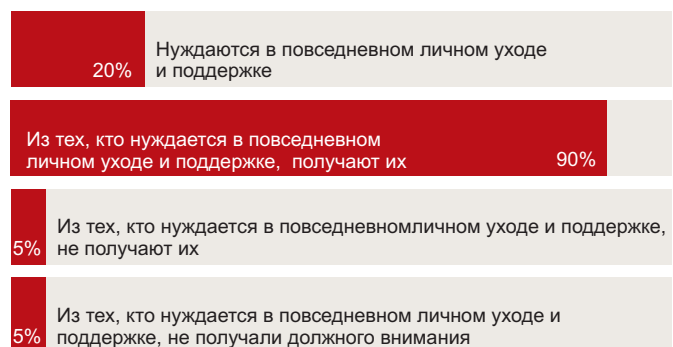 Нуждаются в повседневном личном уходе
20% и поддержке
Из тех, кто нуждается в повседневном
личном уходе и поддержке, получают их 90%
Из тех, кто нуждается в повседневномличном уходе и поддержке,
5% не получают их
Из тех, кто нуждается в повседневном личном уходе и
5% поддержке, не получали должного внимания